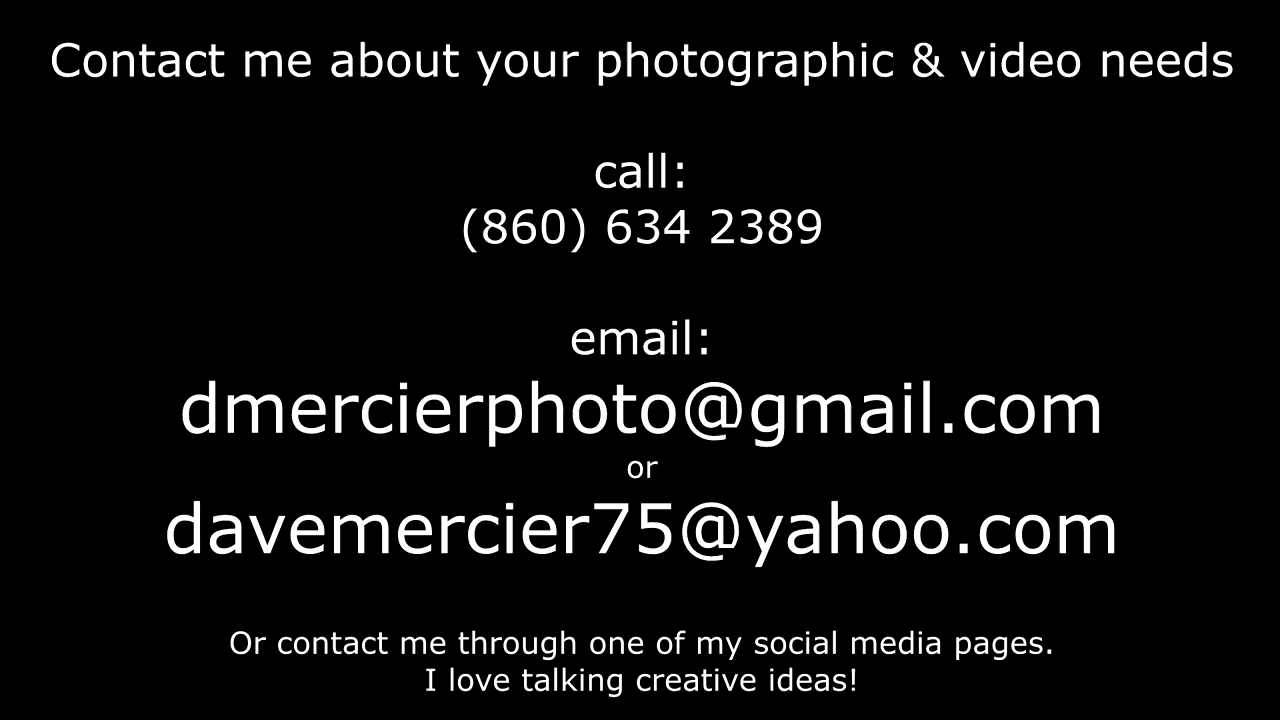 Contact me about your photographic & video needs
call:
(860) 634 2389
email:
dmercierphoto@gmail.com
or
davemercier75@yahoo.com
Or contact me through one of my social media pages.
I love talking creative ideas!